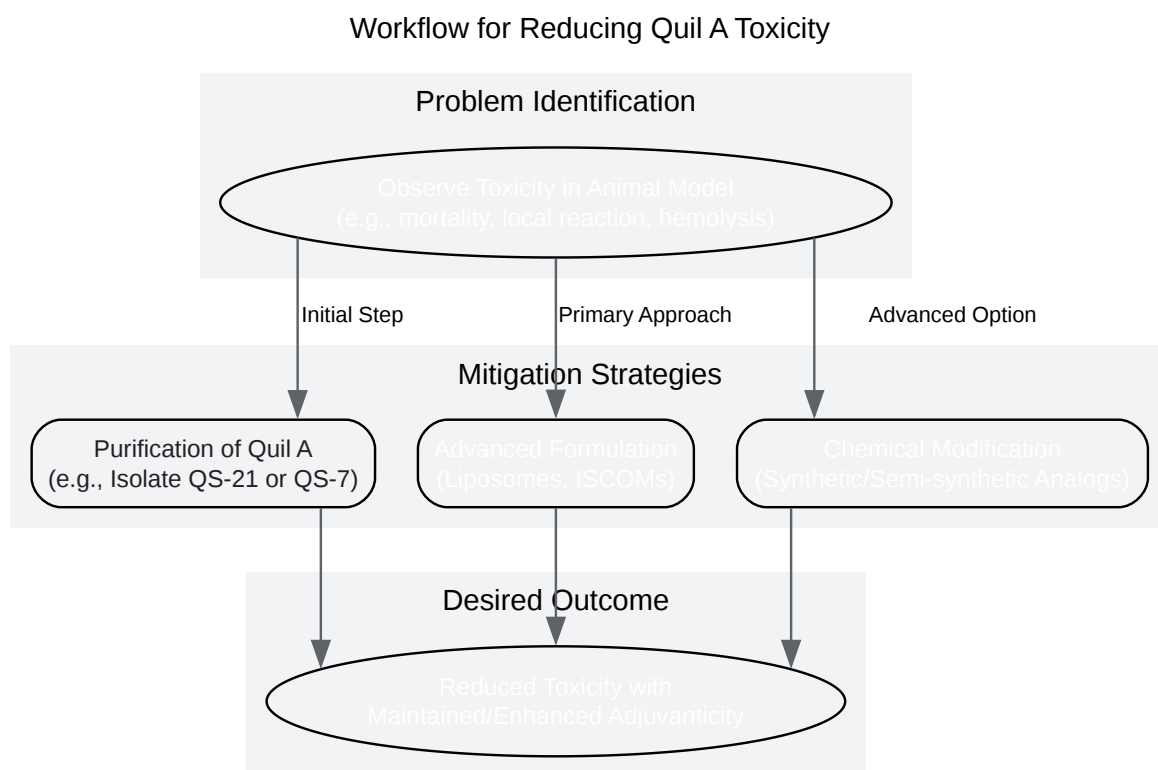 Workflow for Reducing Quil A Toxicity
Problem Identification
Observe Toxicity in Animal Model
(e.g., mortality, local reaction, hemolysis)
Initial Step
Primary Approach
Advanced Option
Mitigation Strategies
Purification of Quil A
(e.g., Isolate QS-21 or QS-7)
Advanced Formulation
(Liposomes, ISCOMs)
Chemical Modification
(Synthetic/Semi-synthetic Analogs)
Desired Outcome
Reduced Toxicity with
Maintained/Enhanced Adjuvanticity